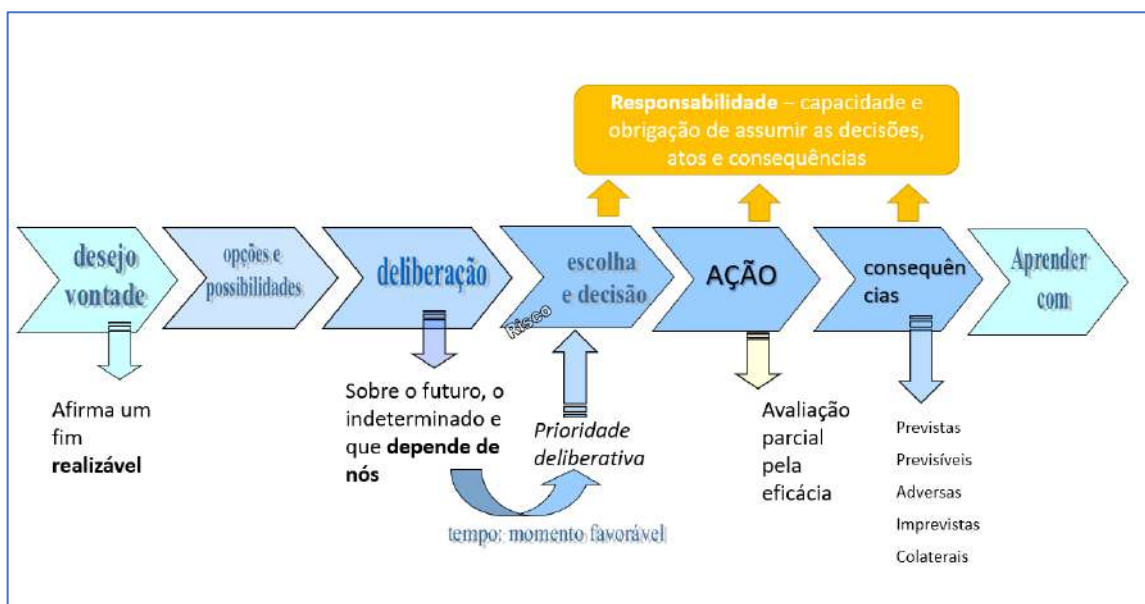 Responsabilidade – capacidade e
obrigação de assumir as decisões,
atos e consequências
desejo
vontade
opções e
possibilidades
deliberação
Risco
escolha
e decisão
AÇÃO
consequên
cias
Aprender
com
Afirma um
fim
realizável
Sobre o futuro, o
indeterminado e
que depende de
nós
Prioridade
deliberativa
tempo: momento favorável
Avaliação
parcial
pela
eficácia
Previstas
Previsíveis
Adversas
Imprevistas
Colaterais